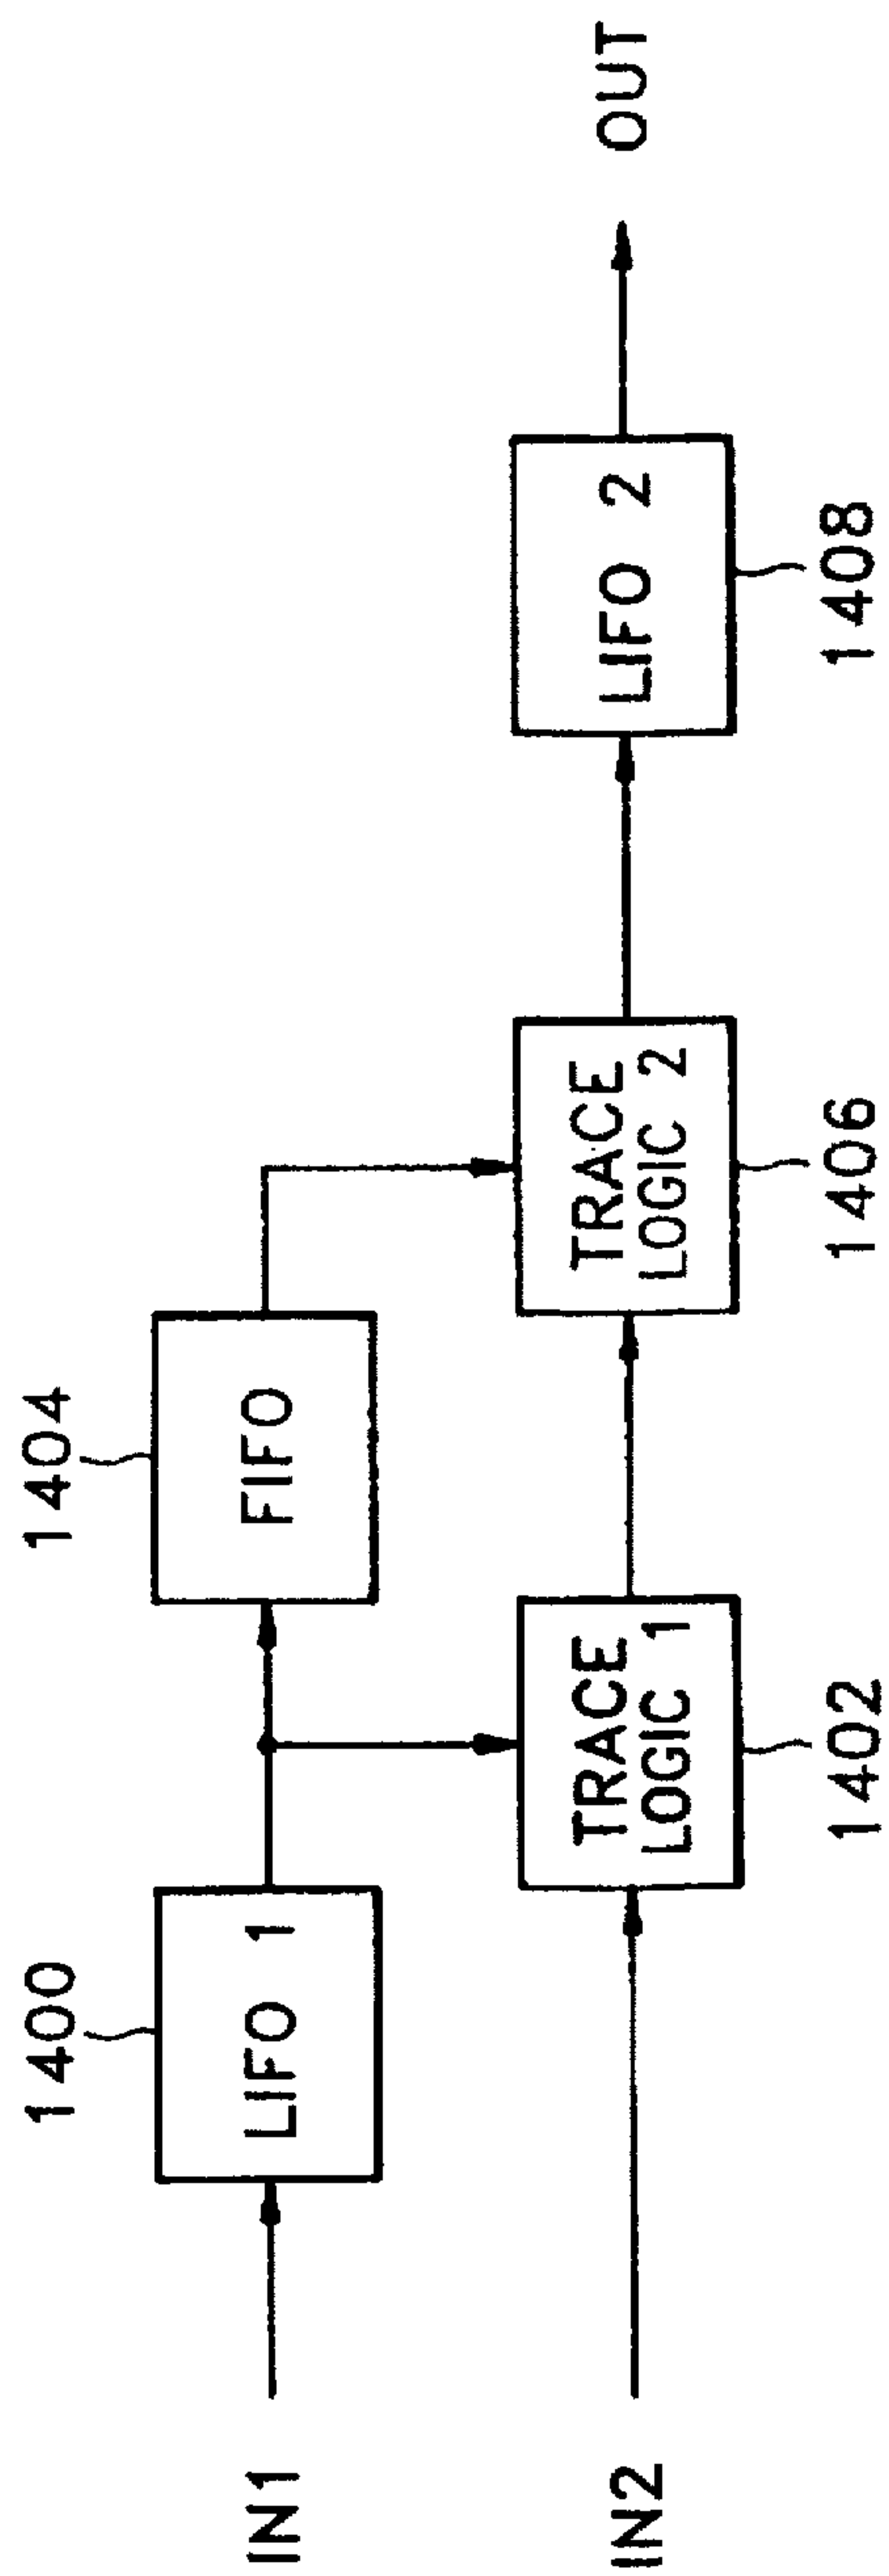 1400
1404
IN1
LIFO 1
FIFO
IN2
TRACE
LOGIC 1
TRACE
LOGIC 2
LIFO 2
OUT
1402
1406
1408